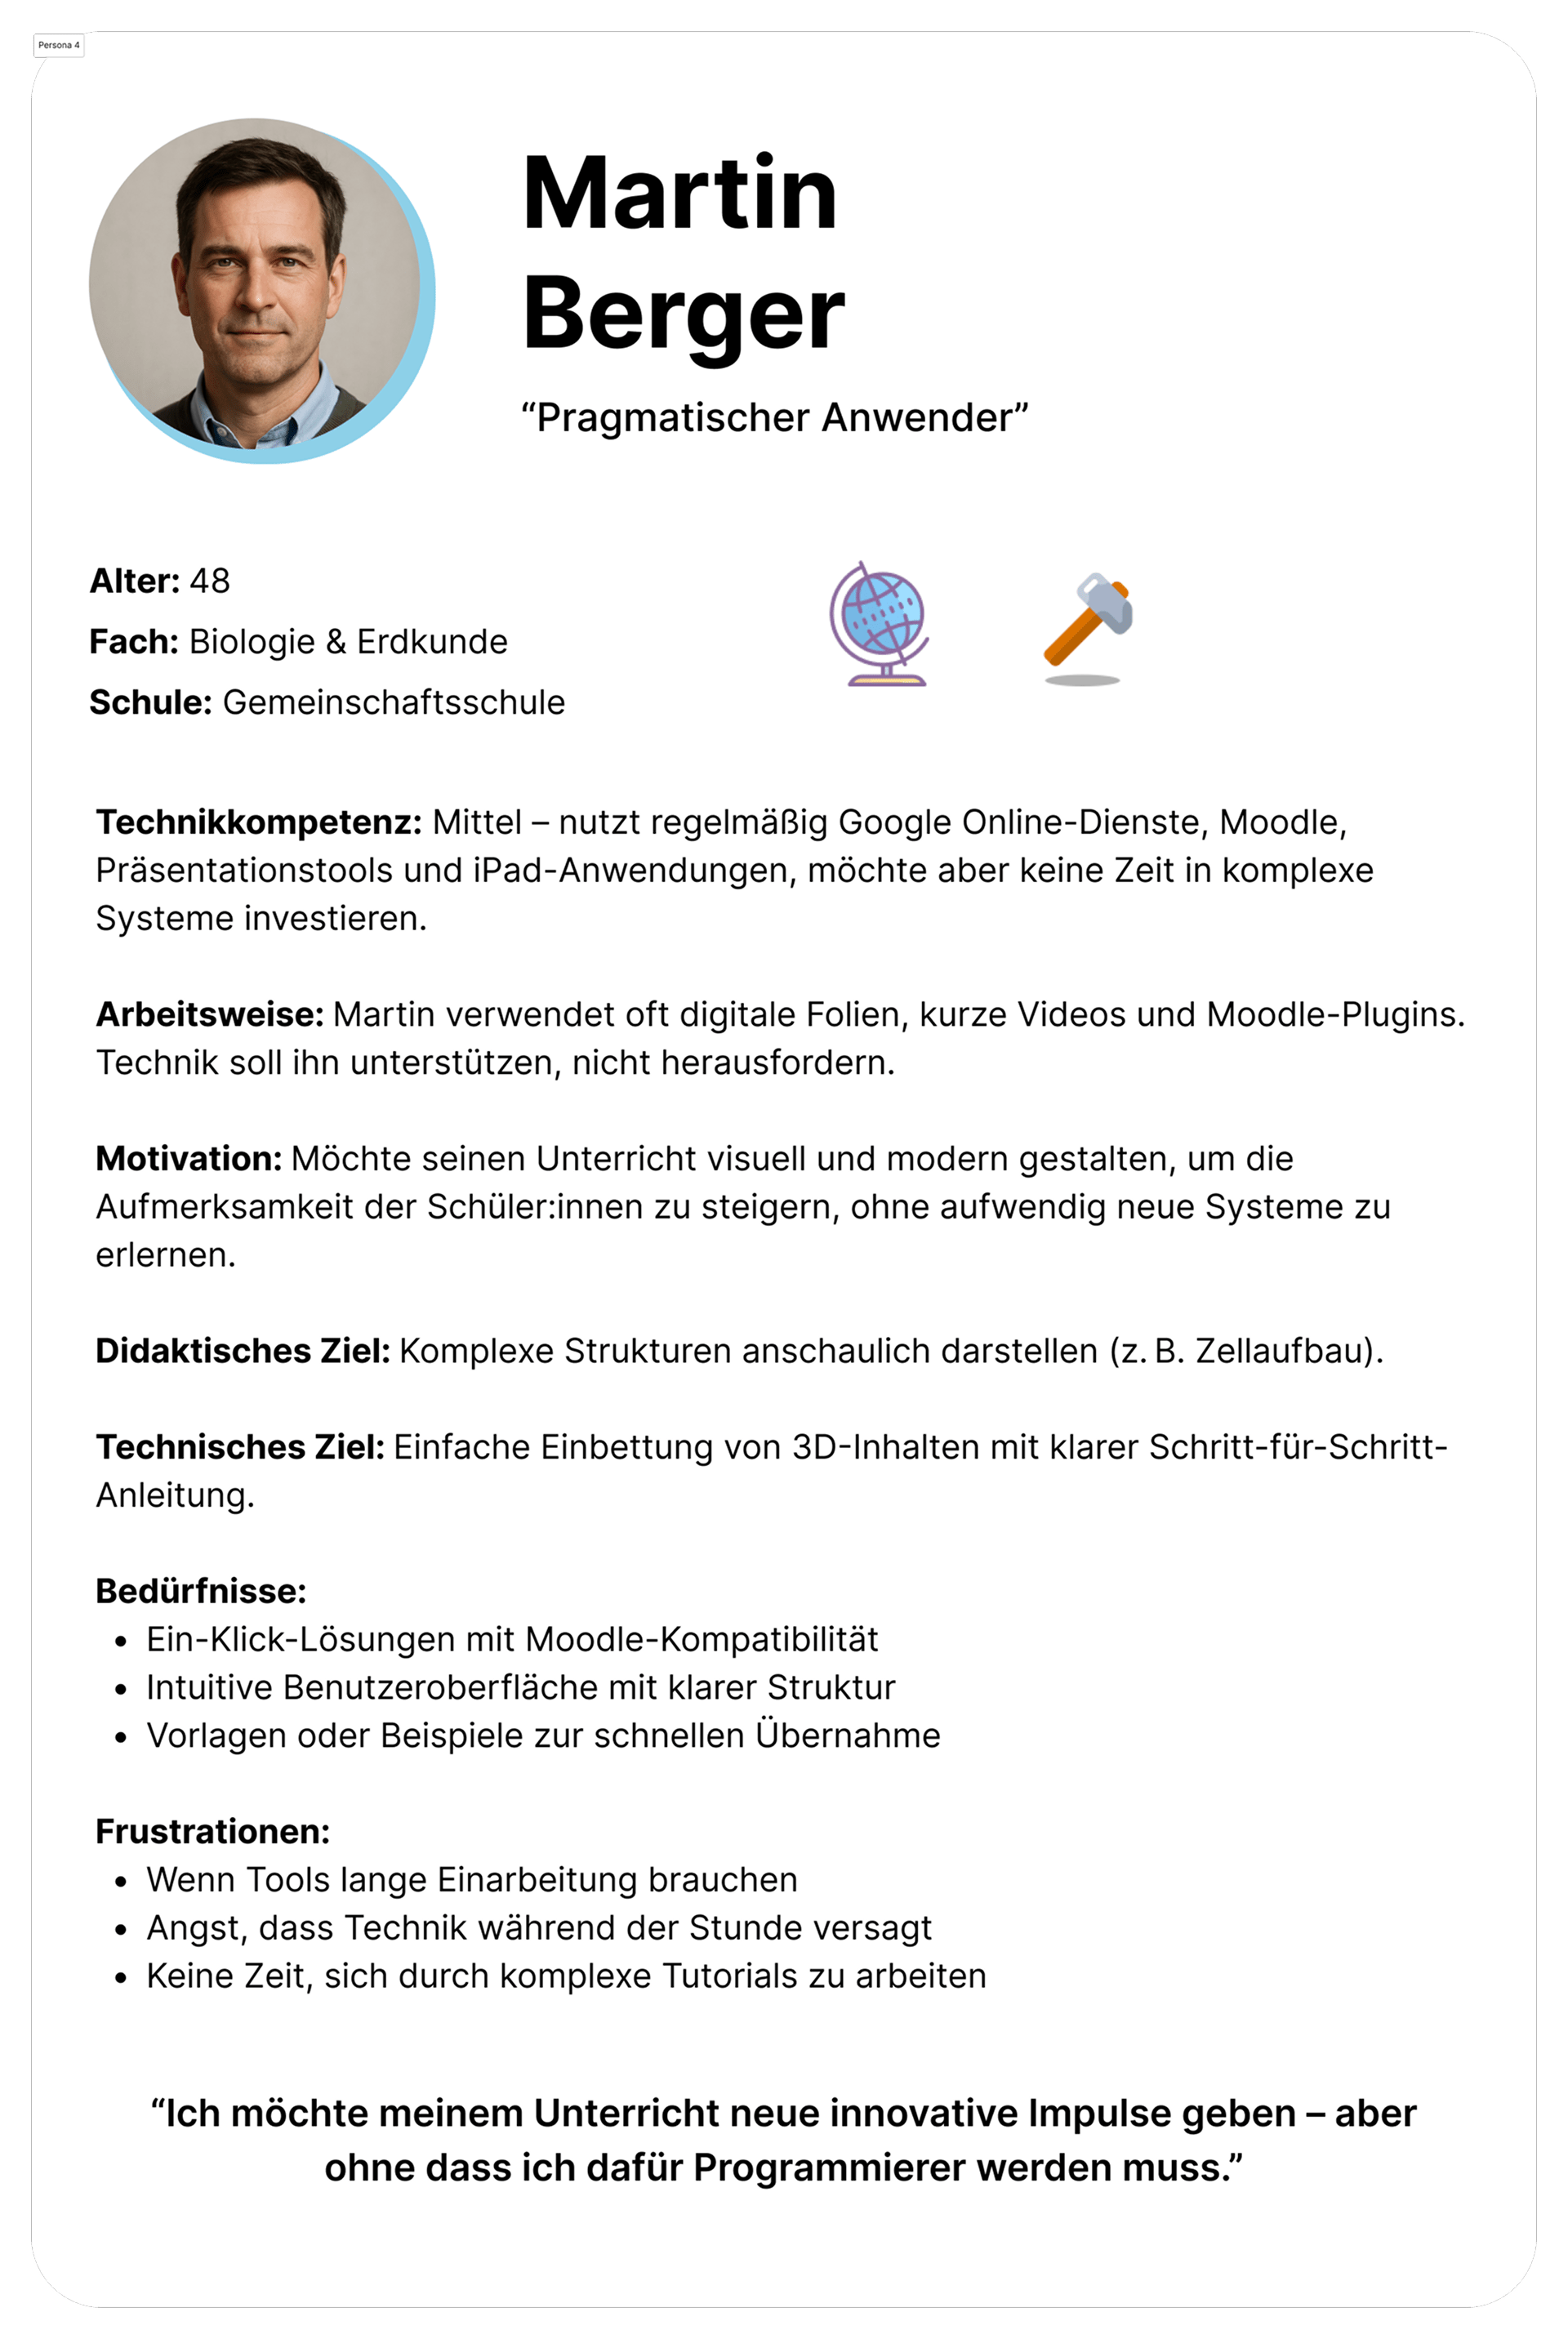 Persona 4
Martin
Berger
“Pragmatischer Anwender”
Alter: 48
Fach: Biologie & Erdkunde
Schule: Gemeinschaftsschule
Technikkompetenz: Mittel – nutzt regelmäßig Google Online-Dienste, Moodle,
Präsentationstools und iPad-Anwendungen, möchte aber keine Zeit in komplexe
Systeme investieren.
Arbeitsweise: Martin verwendet oft digitale Folien, kurze Videos und Moodle-Plugins.
Technik soll ihn unterstützen, nicht herausfordern.
Motivation: Möchte seinen Unterricht visuell und modern gestalten, um die
Aufmerksamkeit der Schüler:innen zu steigern, ohne aufwendig neue Systeme zu
erlernen.
Didaktisches Ziel: Komplexe Strukturen anschaulich darstellen (z. B. Zellaufbau).
Technisches Ziel: Einfache Einbettung von 3D-Inhalten mit klarer Schritt-für-Schritt-
Anleitung.
Bedürfnisse:
• Ein-Klick-Lösungen mit Moodle-Kompatibilität
• Intuitive Benutzeroberfläche mit klarer Struktur
• Vorlagen oder Beispiele zur schnellen Übernahme
Frustrationen:
• Wenn Tools lange Einarbeitung brauchen
• Angst, dass Technik während der Stunde versagt
• Keine Zeit, sich durch komplexe Tutorials zu arbeiten
“Ich möchte meinem Unterricht neue innovative Impulse geben – aber
ohne dass ich dafür Programmierer werden muss.”